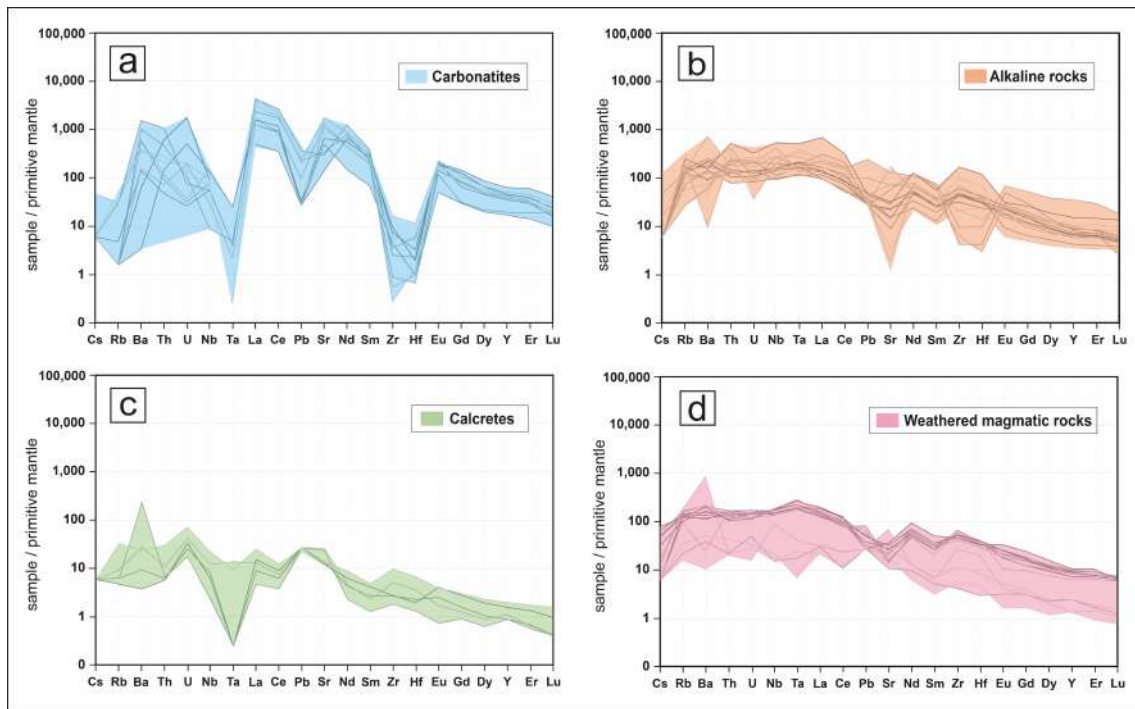 a
Carbonatites
sample / primitive mantle
100,000
10,000
1,000
100
10
1
0
Cs Rb Ba Th U Nb Ta La Ce Pb Sr Nd Sm Zr Hf Eu Gd Dy Y Er Lu
b
Alkaline rocks
sample / primitive mantle
100,000
10,000
1,000
100
10
1
0
Cs Rb Ba Th U Nb Ta La Ce Pb Sr Nd Sm Zr Hf Eu Gd Dy Y Er Lu
c
Calcretes
sample / primitive mantle
100,000
10,000
1,000
100
10
1
0
Cs Rb Ba Th U Nb Ta La Ce Pb Sr Nd Sm Zr Hf Eu Gd Dy Y Er Lu
d
Weathered magmatic rocks
sample / primitive mantle
100,000
10,000
1,000
100
10
1
0
Cs Rb Ba Th U Nb Ta La Ce Pb Sr Nd Sm Zr Hf Eu Gd Dy Y Er Lu